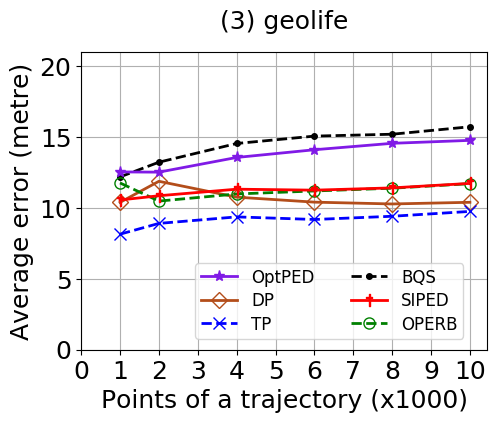 (3) geolife
Average error (metre)
20
15
10
5
0
OptPED
DP
TP
BQS
SIPED
OPERB
0 1 2 3 4 5 6 7 8 9 10
Points of a trajectory (x1000)